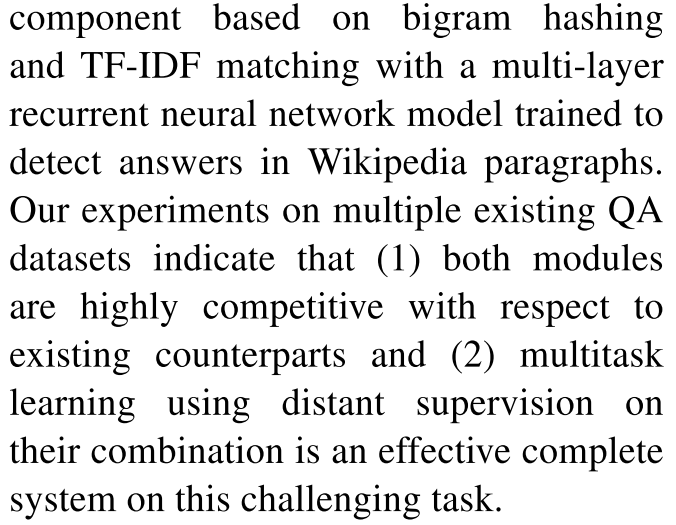 component based on bigram hashing
and TF-IDF matching with a multi-layer
recurrent neural network model trained to
detect answers in Wikipedia paragraphs.
Our experiments on multiple existing QA
datasets indicate that (1) both modules
are highly competitive with respect to
existing counterparts and (2) multitask
learning using distant supervision on
their combination is an effective complete
system on this challenging task.